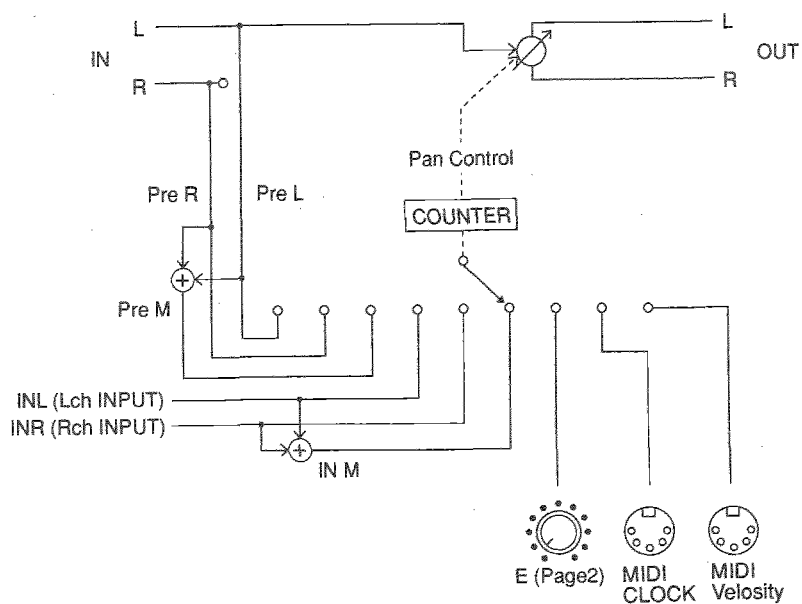 L
L
IN
OUT
R
R
Pan Control
Pre R
Pre L
COUNTER
Pre M
INL (Lch INPUT)
INR (Rch INPUT)
IN M
E (Page2)
MIDI
CLOCK
MIDI
Velosity